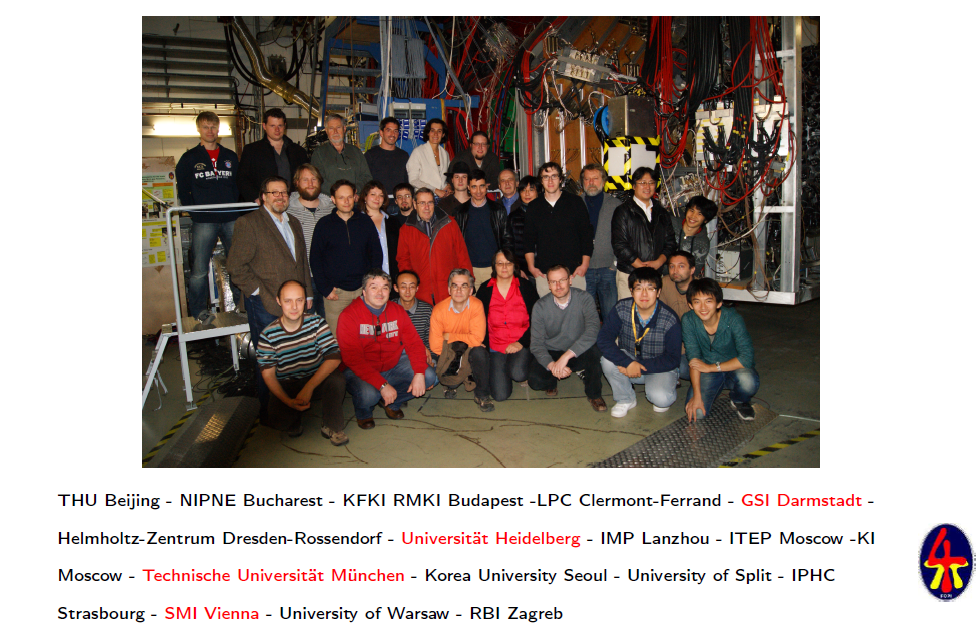 FC BAYERN
THU Beijing - NIPNE Bucharest - KFKI RMKI Budapest -LPC Clermont-Ferrand - GSI Darmstadt -
Helmholtz-Zentrum Dresden-Rossendorf - Universität Heidelberg - IMP Lanzhou - ITEP Moscow -KI
Moscow - Technische Universität München - Korea University Seoul - University of Split - IPHC
Strasbourg - SMI Vienna - University of Warsaw - RBI Zagreb